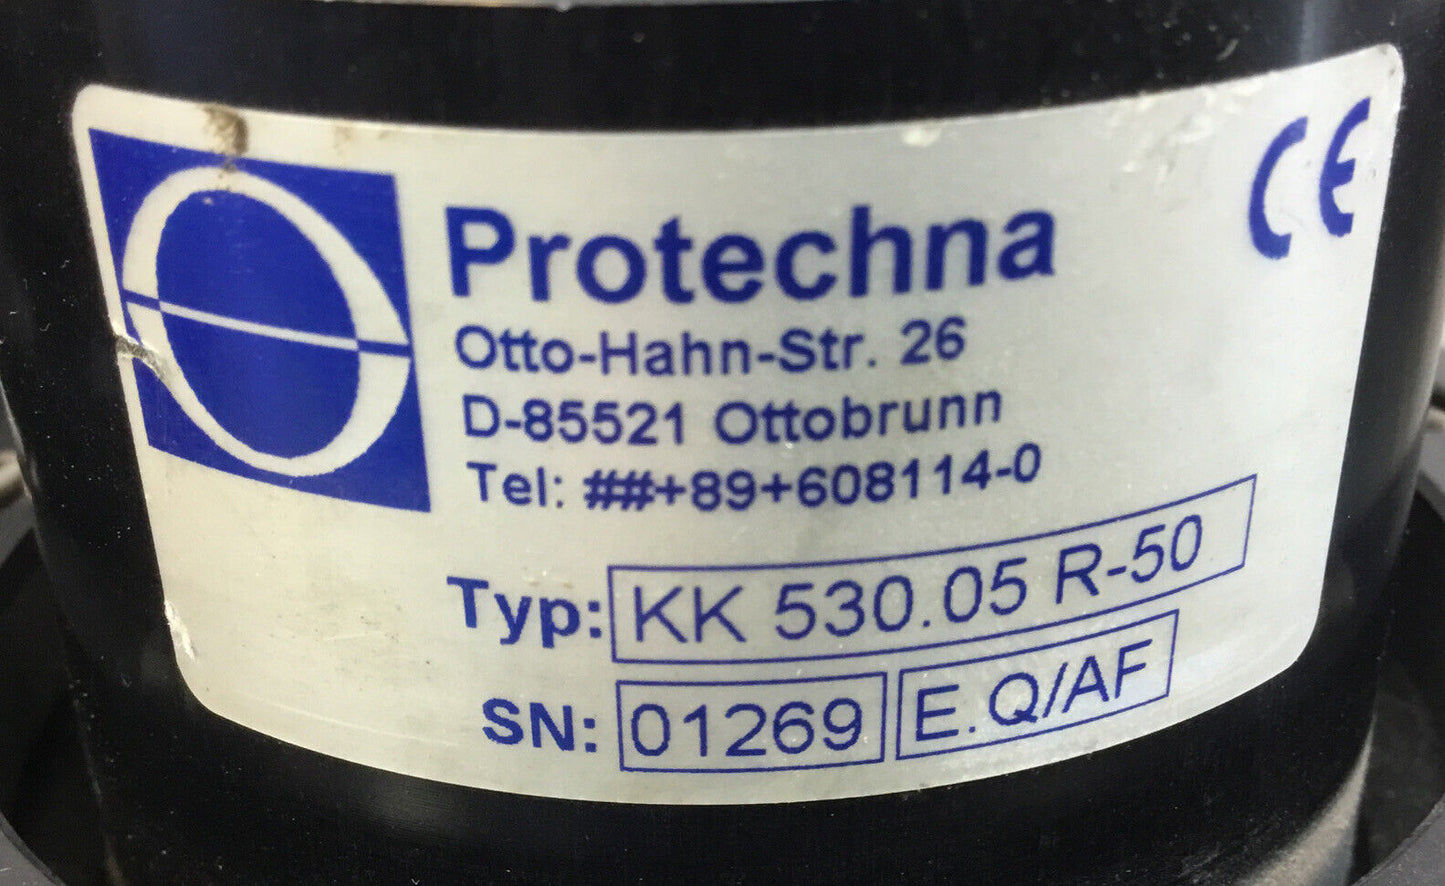 CE
Protechna
Otto-Hahn-Str. 26
D-85521 Ottobrunn
Tel: ##+89+608114-0
Typ: KK 530.05 R-50
SN: 01269 E.Q/AF